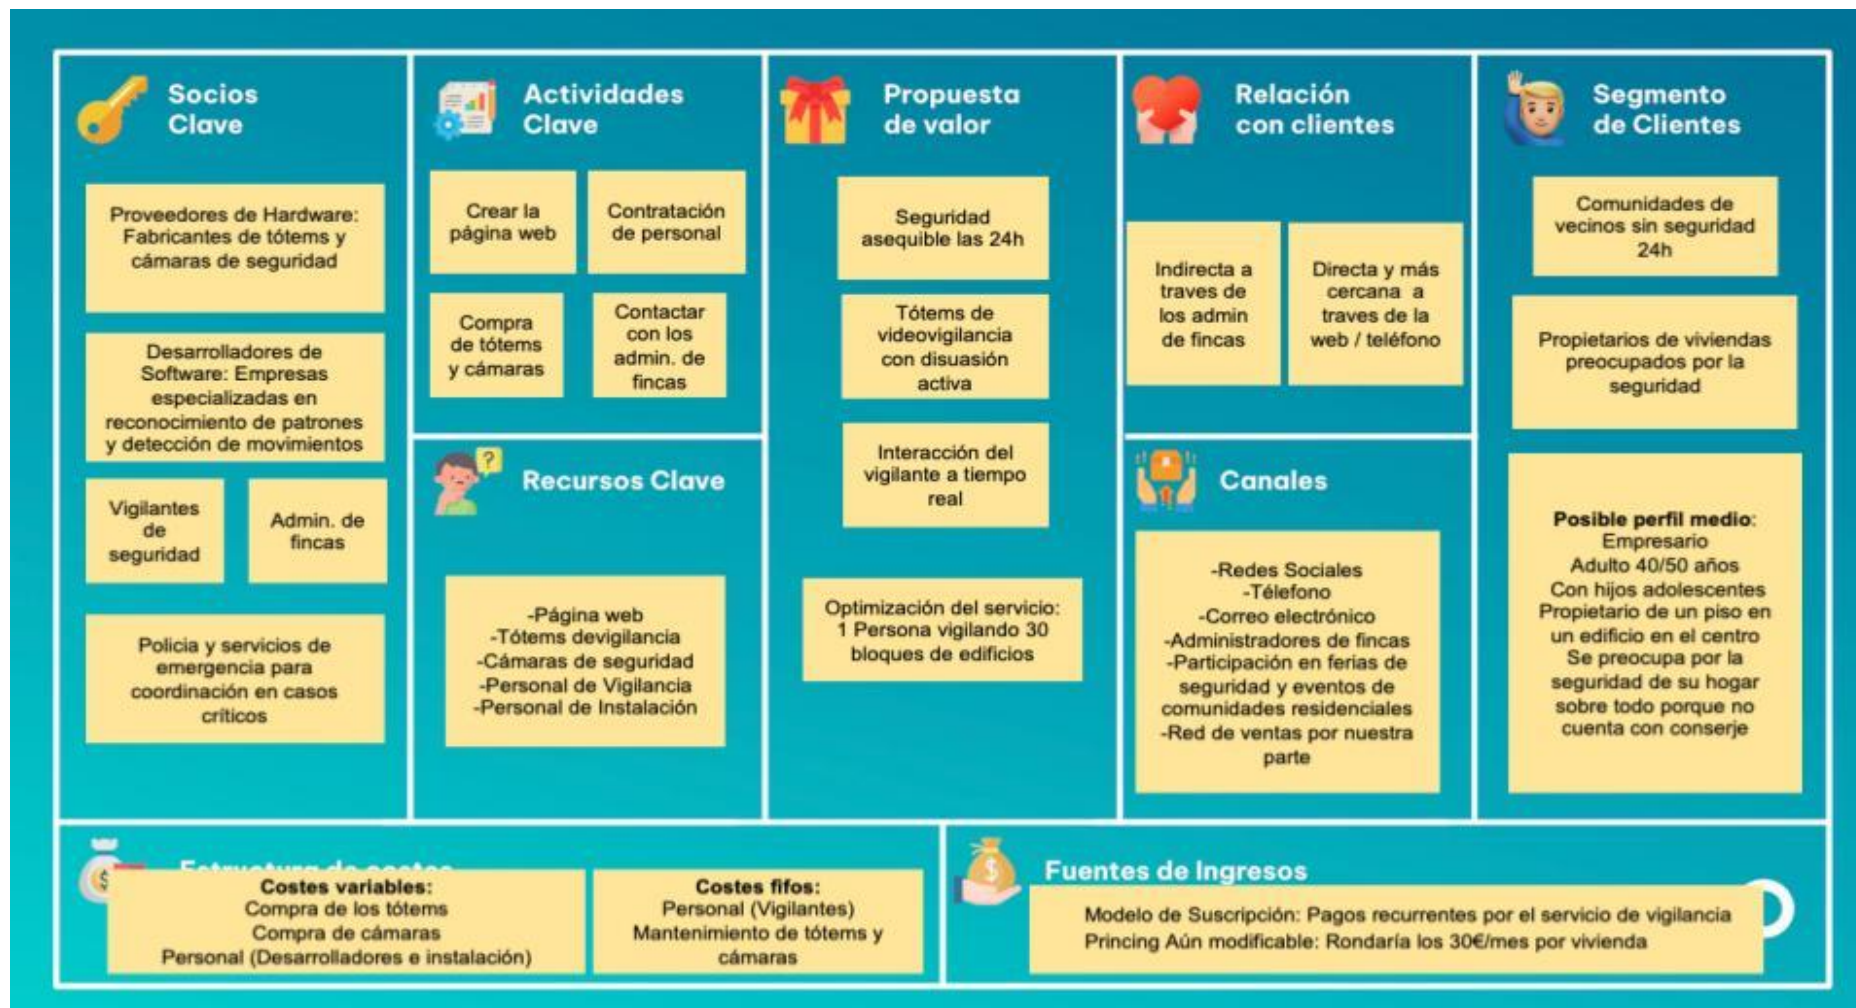 Socios
Clave
Proveedores de Hardware:
Fabricantes de tótems y
cámaras de seguridad
Desarrolladores de
Software: Empresas
especializadas en
reconocimiento de patrones
y detección de movimientos
Vigilantes
de
seguridad
Admin. de
fincas
Policia y servicios de
emergencia para
coordinación en casos
críticos
Actividades
Clave
Crear la
página web
Contratación
de personal
Compra
de tótems
y cámaras
Contactar
con los
admin. de
fincas
Recursos Clave
?
-Página web
-Tótems devigilancia
-Cámaras de seguridad
-Personal de Vigilancia
-Personal de Instalación
Propuesta
de valor
Seguridad
asequible las 24h
Tótems de
videovigilancia
con disuasión
activa
Interacción del
vigilante a tiempo
real
Optimización del servicio:
1 Persona vigilando 30
bloques de edificios
Relación
con clientes
Indirecta a
traves de
los admin
de fincas
Directa y más
cercana a
traves de la
web / teléfono
Canales
-Redes Sociales
-Télefono
-Correo electrónico
-Administradores de fincas
-Participación en ferias de
seguridad y eventos de
comunidades residenciales
-Red de ventas por nuestra
parte
Segmento
de Clientes
Comunidades de
vecinos sin seguridad
24h
Propietarios de viviendas
preocupados por la
seguridad
Posible perfil medio:
Empresario
Adulto 40/50 años
Con hijos adolescentes
Propietario de un piso en
un edificio en el centro
Se preocupa por la
seguridad de su hogar
sobre todo porque no
cuenta con conserje
Estructura de costes
$
Costes variables:
Compra de los tótems
Compra de cámaras
Personal (Desarrolladores e instalación)
Costes fifos:
Personal (Vigilantes)
Mantenimiento de tótems y
cámaras
$
Fuentes de Ingresos
Modelo de Suscripción: Pagos recurrentes por el servicio de vigilancia
Princing Aún modificable: Rondaría los 30€/mes por vivienda